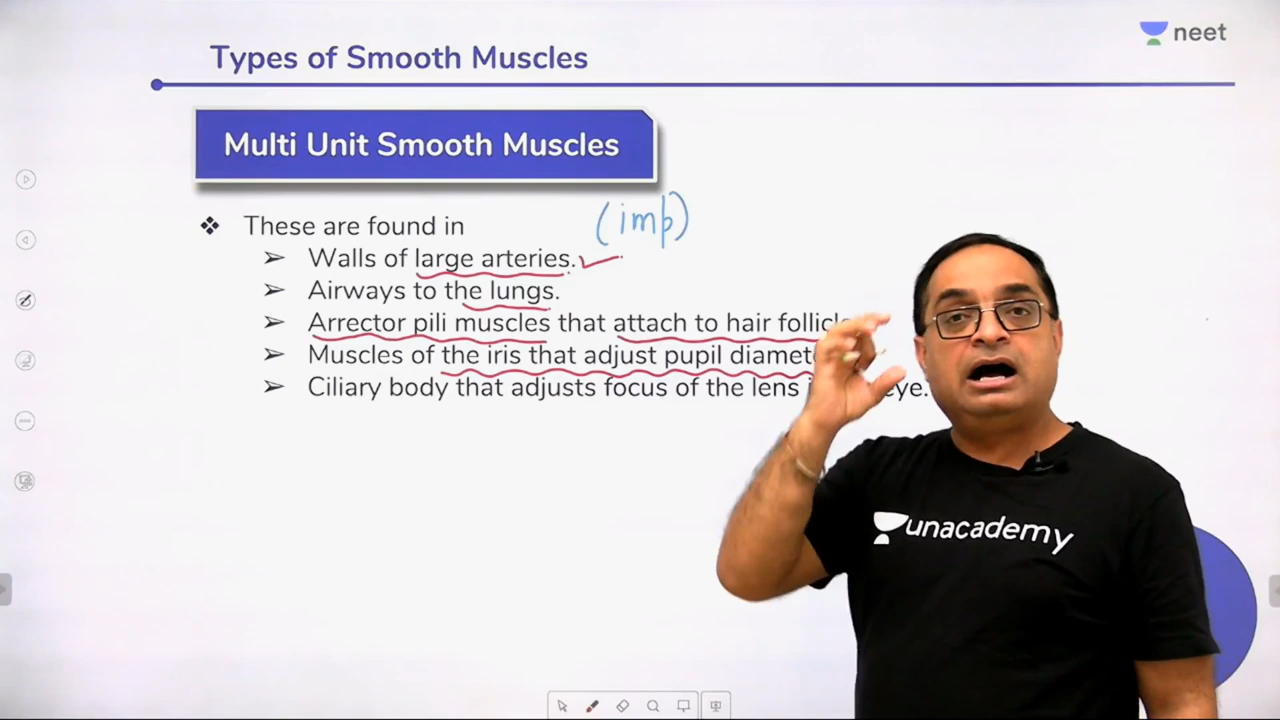 neet
Types of Smooth Muscles
Multi Unit Smooth Muscles
(imp)
❖ These are found in
➢ Walls of large arteries.
➢ Airways to the lungs.
➢ Arrector pili muscles that attach to hair
➢ Muscles of the iris that adjust pupil
➢ Ciliary body that adjusts focus of the lens eye.
unacademy